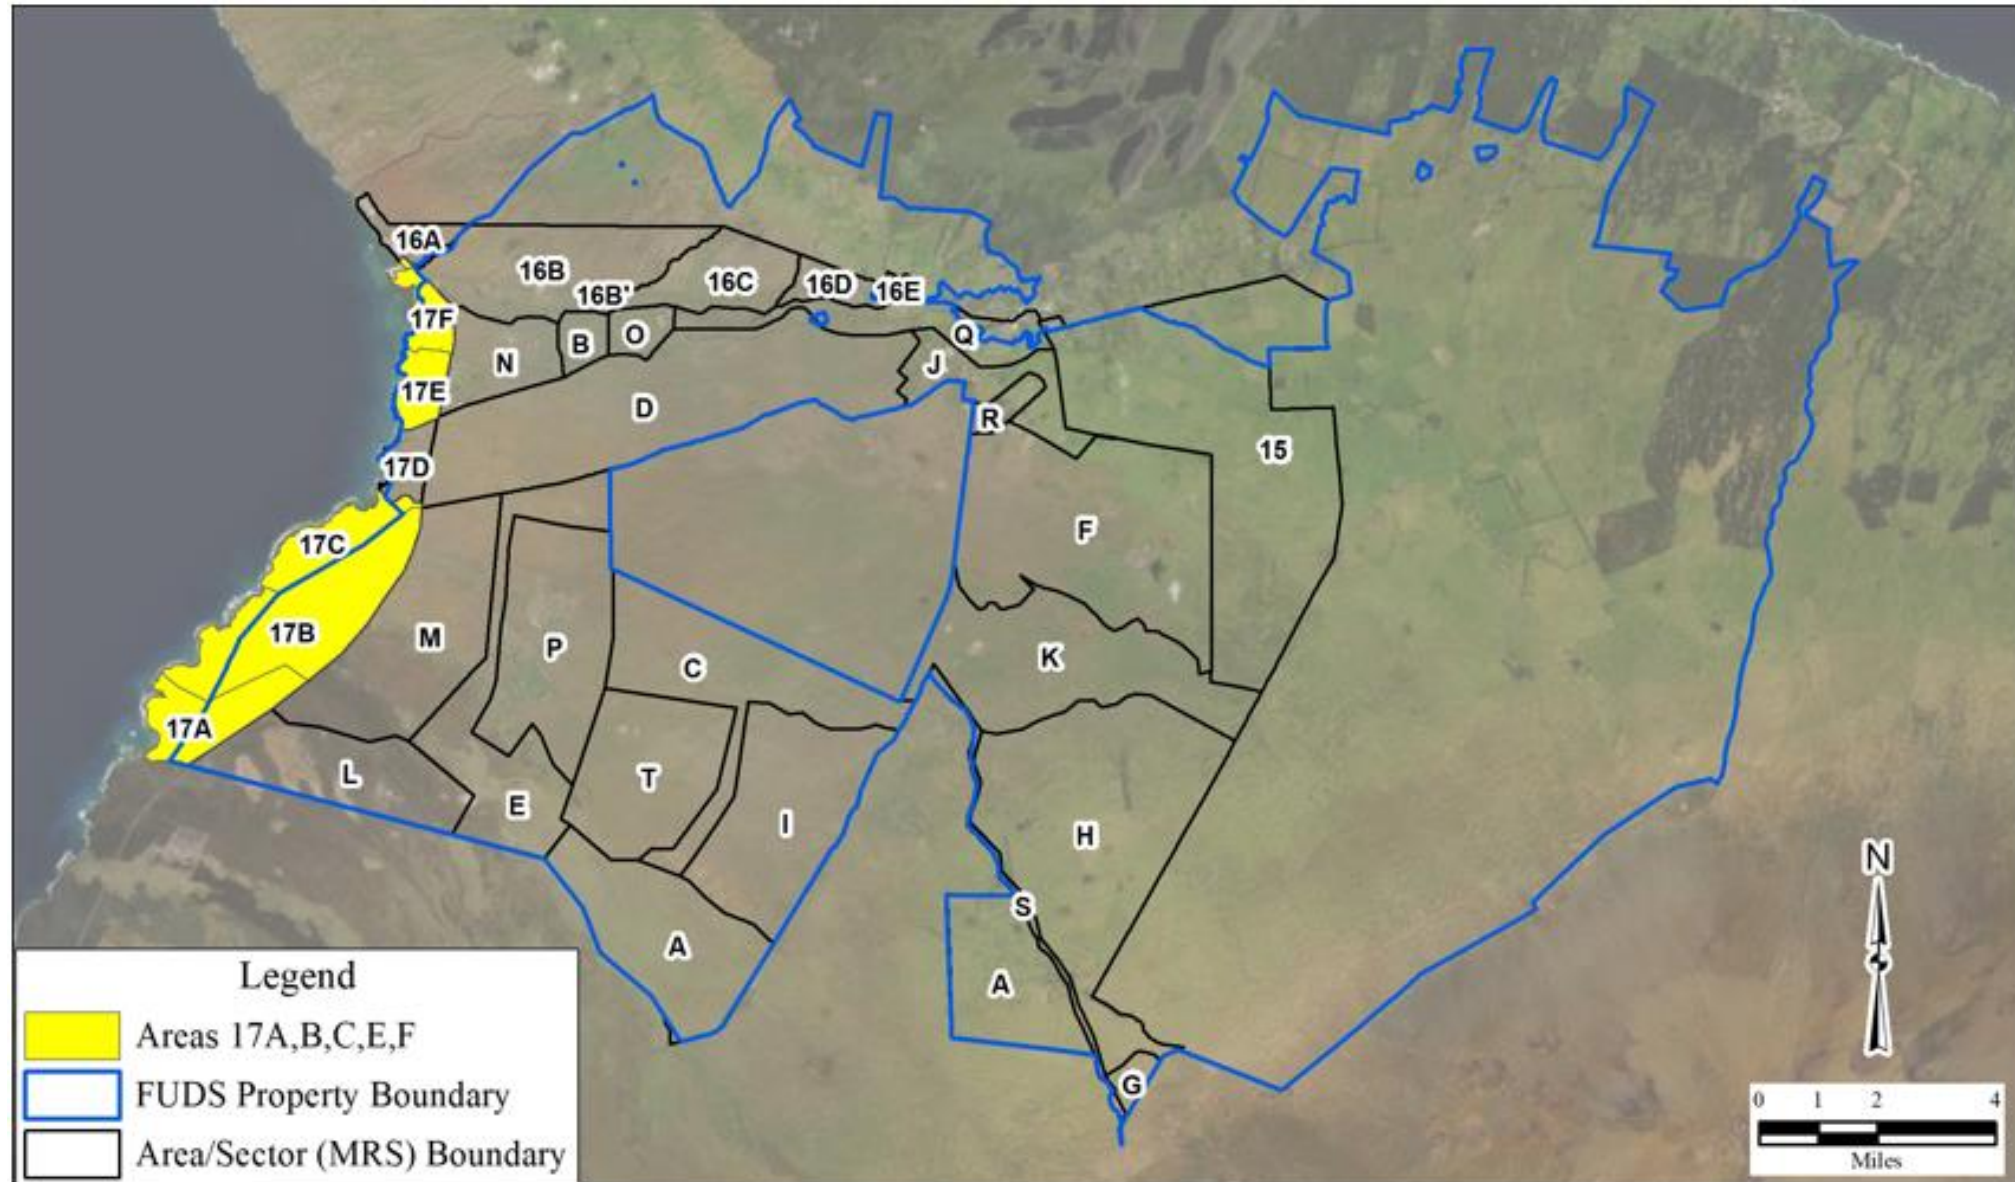 16A
16B
16B'
16C
16D
16E
17F
N
B
O
Q
J
17E
D
R
15
17D
17C
F
17B
M
P
C
K
17A
L
E
T
I
H
S
A
A
G
N
Legend
Areas 17A,B,C,E,F
FUDS Property Boundary
Area/Sector (MRS) Boundary
0 1 2 4
Miles